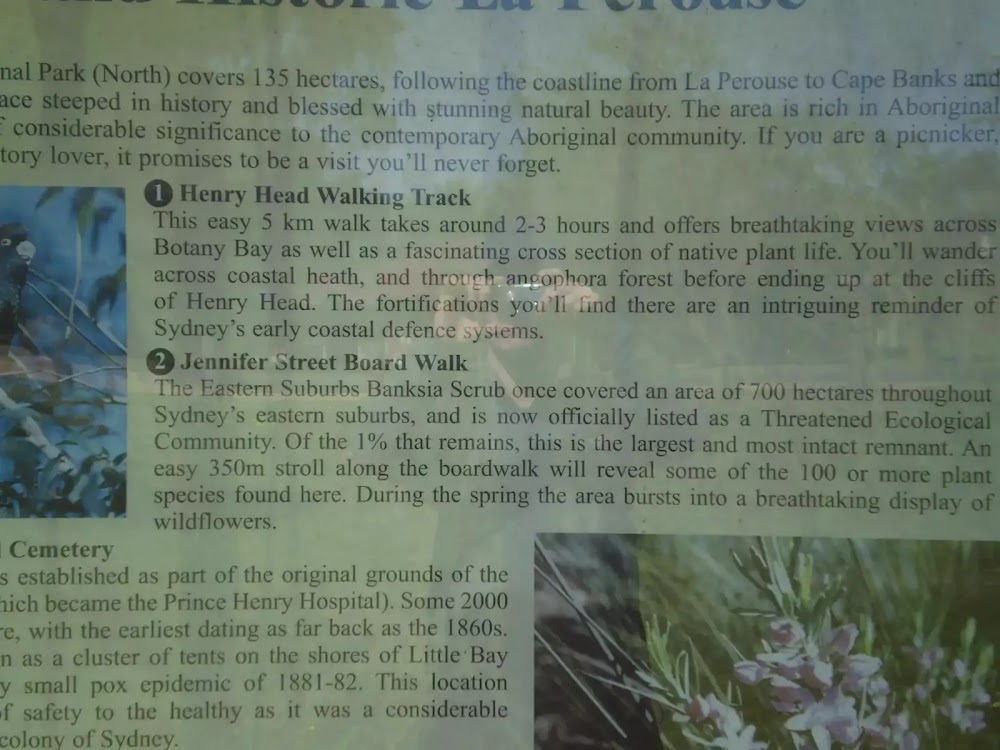 and Historic La Perouse
nal Park (North) covers 135 hectares, following the coastline from La Perouse to Cape Banks and
ace steeped in history and blessed with stunning natural beauty. The area is rich in Aboriginal
f considerable significance to the contemporary Aboriginal community. If you are a picnicker,
tory lover, it promises to be a visit you'll never forget.
1 Henry Head Walking Track
This easy 5 km walk takes around 2-3 hours and offers breathtaking views across
Botany Bay as well as a fascinating cross section of native plant life. You'll wander
across coastal heath, and through angophora forest before ending up at the cliffs
of Henry Head. The fortifications you'll find there are an intriguing reminder of
Sydney's early coastal defence systems.
2 Jennifer Street Board Walk
The Eastern Suburbs Banksia Scrub once covered an area of 700 hectares throughout
Sydney's eastern suburbs, and is now officially listed as a Threatened Ecological
Community. Of the 1% that remains, this is the largest and most intact remnant. An
easy 350m stroll along the boardwalk will reveal some of the 100 or more plant
species found here. During the spring the area bursts into a breathtaking display of
wildflowers.
l Cemetery
s established as part of the original grounds of the
hich became the Prince Henry Hospital). Some 2000
re, with the earliest dating as far back as the 1860s.
n as a cluster of tents on the shores of Little Bay
y small pox epidemic of 1881-82. This location
of safety to the healthy as it was a considerable
colony of Sydney.